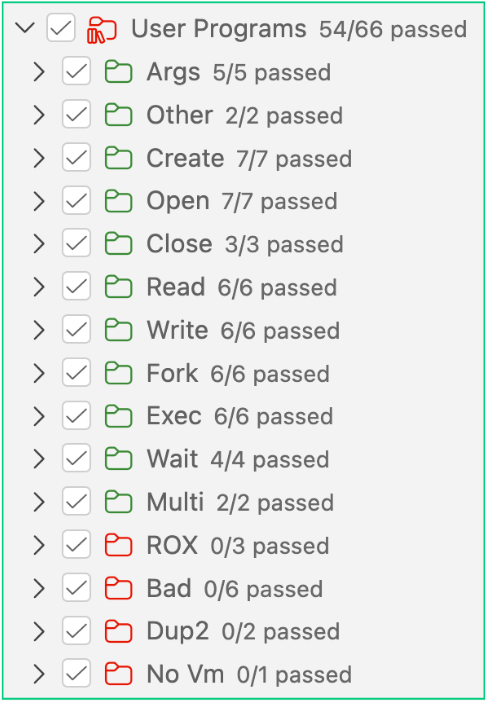 User Programs 54/66 passed
Args 5/5 passed
Other 2/2 passed
Create 7/7 passed
Open 7/7 passed
Close 3/3 passed
Read 6/6 passed
Write 6/6 passed
Fork 6/6 passed
Exec 6/6 passed
Wait 4/4 passed
Multi 2/2 passed
ROX 0/3 passed
Bad 0/6 passed
Dup2 0/2 passed
No Vm 0/1 passed